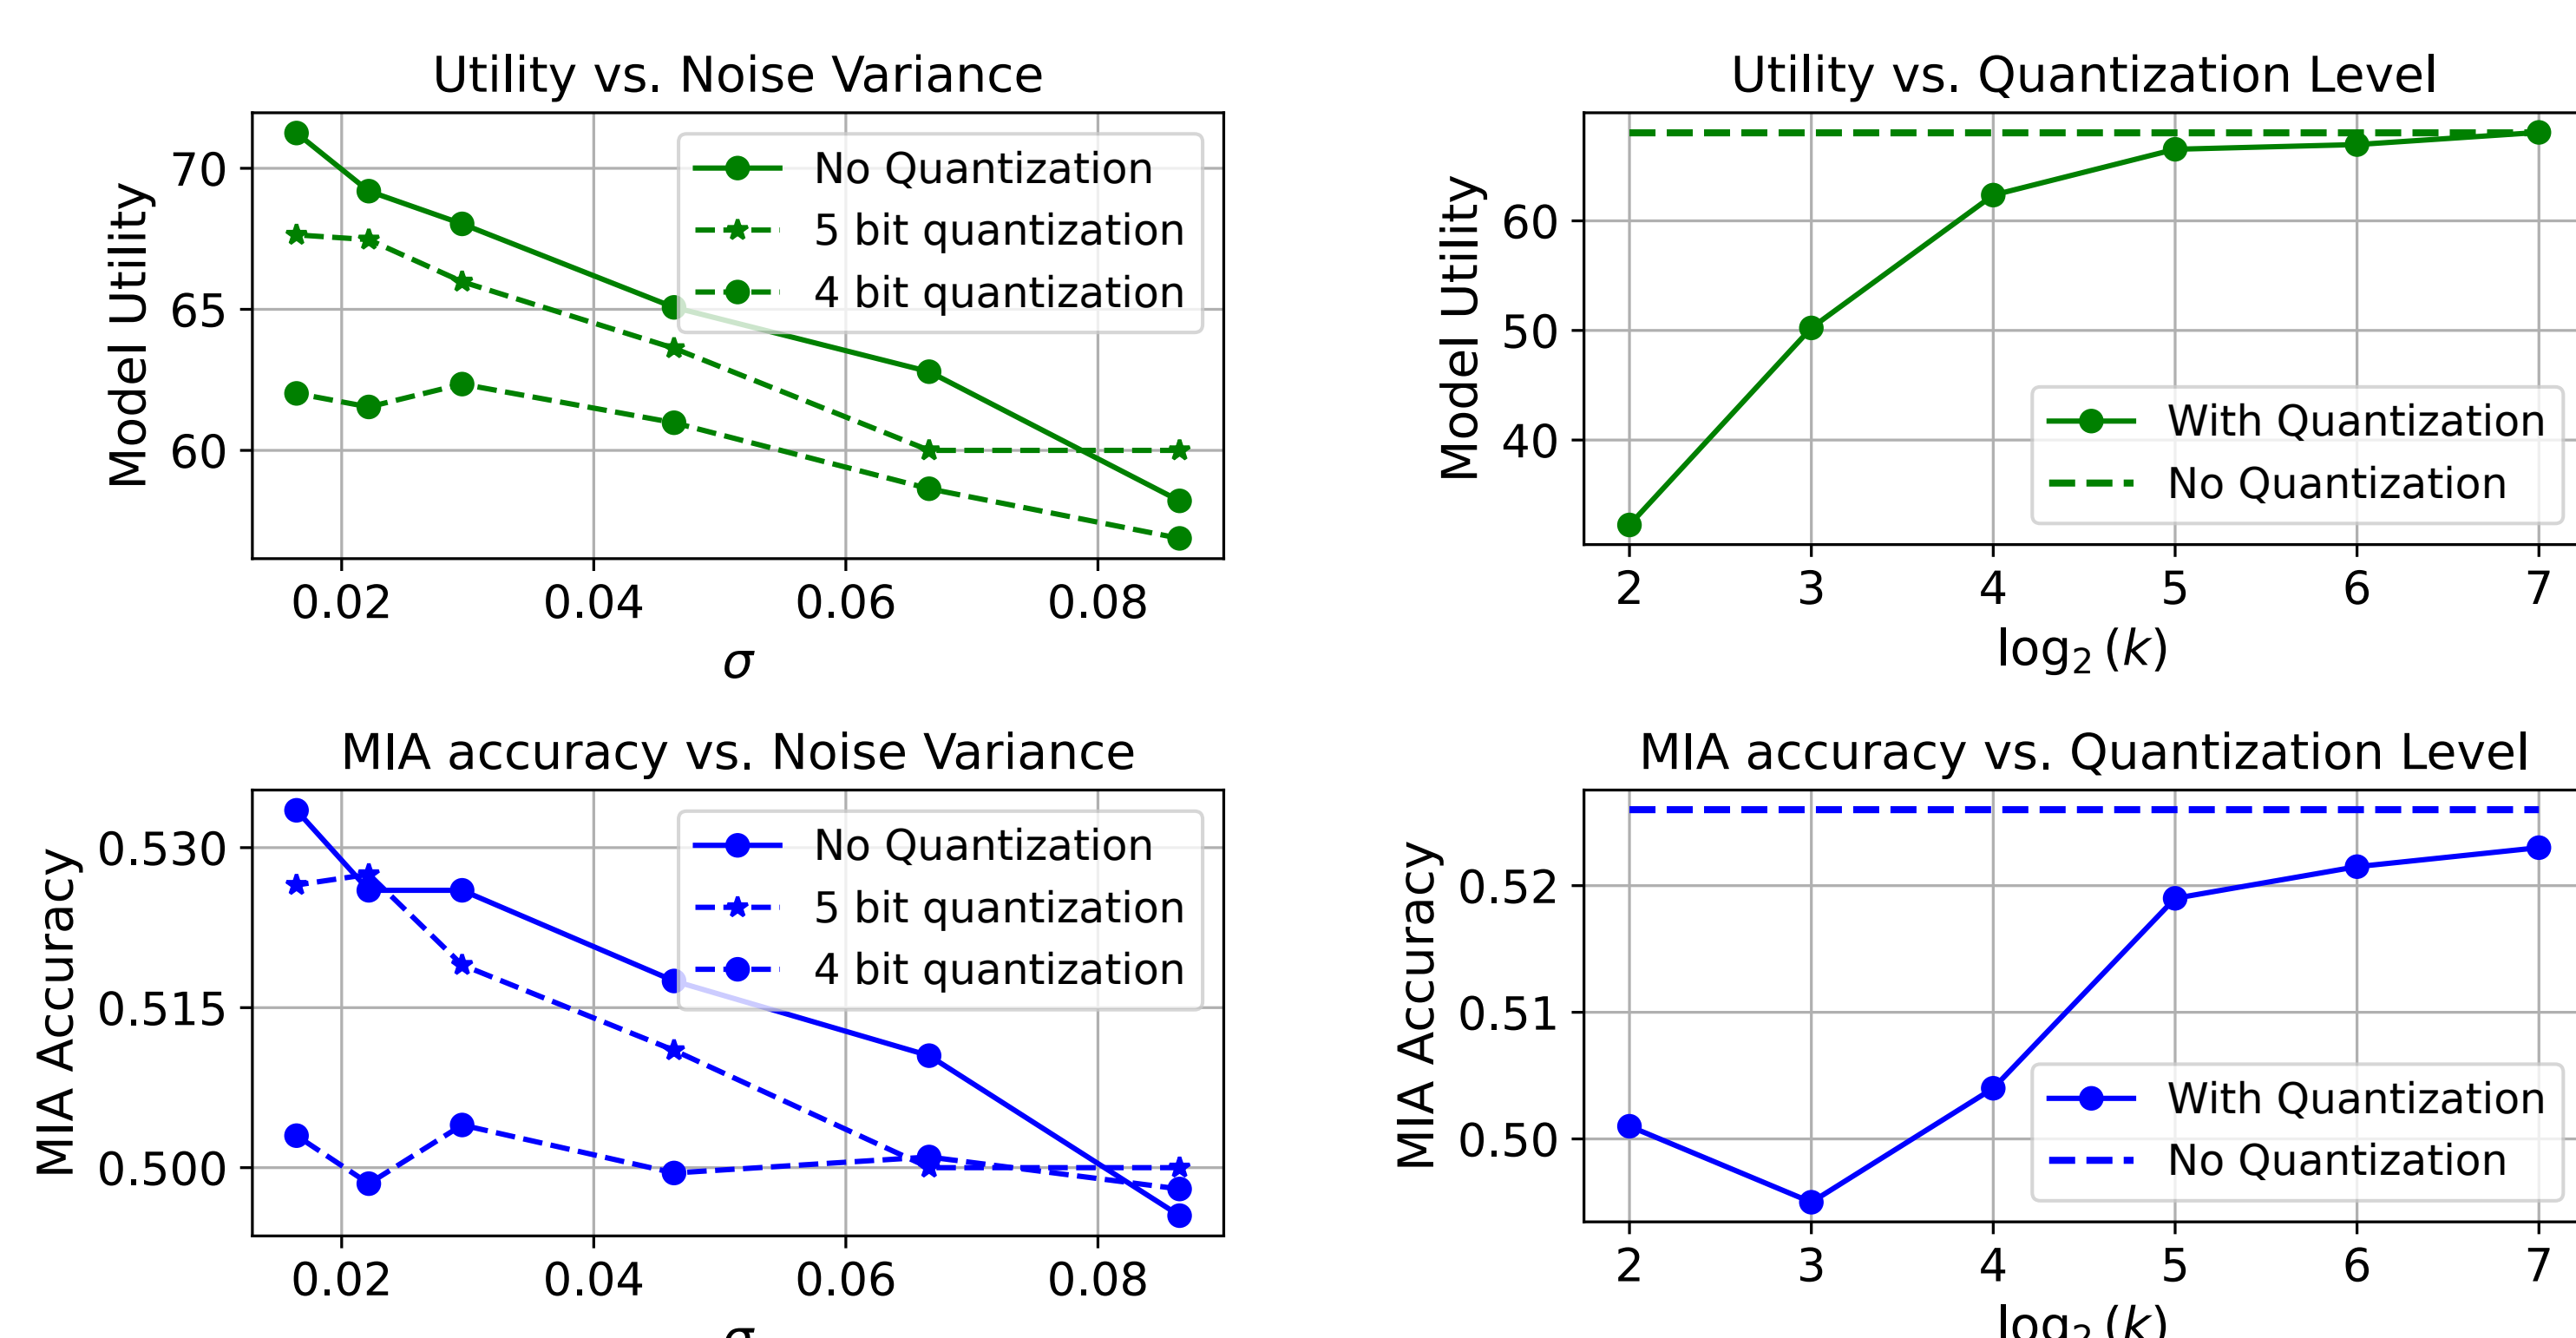 Utility vs. Noise Variance
Model Utility
70
65
60
No Quantization
5 bit quantization
4 bit quantization
0.02 0.04 0.06 0.08
σ
Utility vs. Quantization Level
Model Utility
60
50
40
With Quantization
No Quantization
2 3 4 5 6 7
log₂ (k)
MIA accuracy vs. Noise Variance
MIA Accuracy
0.530
0.515
0.500
No Quantization
5 bit quantization
4 bit quantization
0.02 0.04 0.06 0.08
σ
MIA accuracy vs. Quantization Level
MIA Accuracy
0.52
0.51
0.50
With Quantization
No Quantization
2 3 4 5 6 7
log₂ (k)